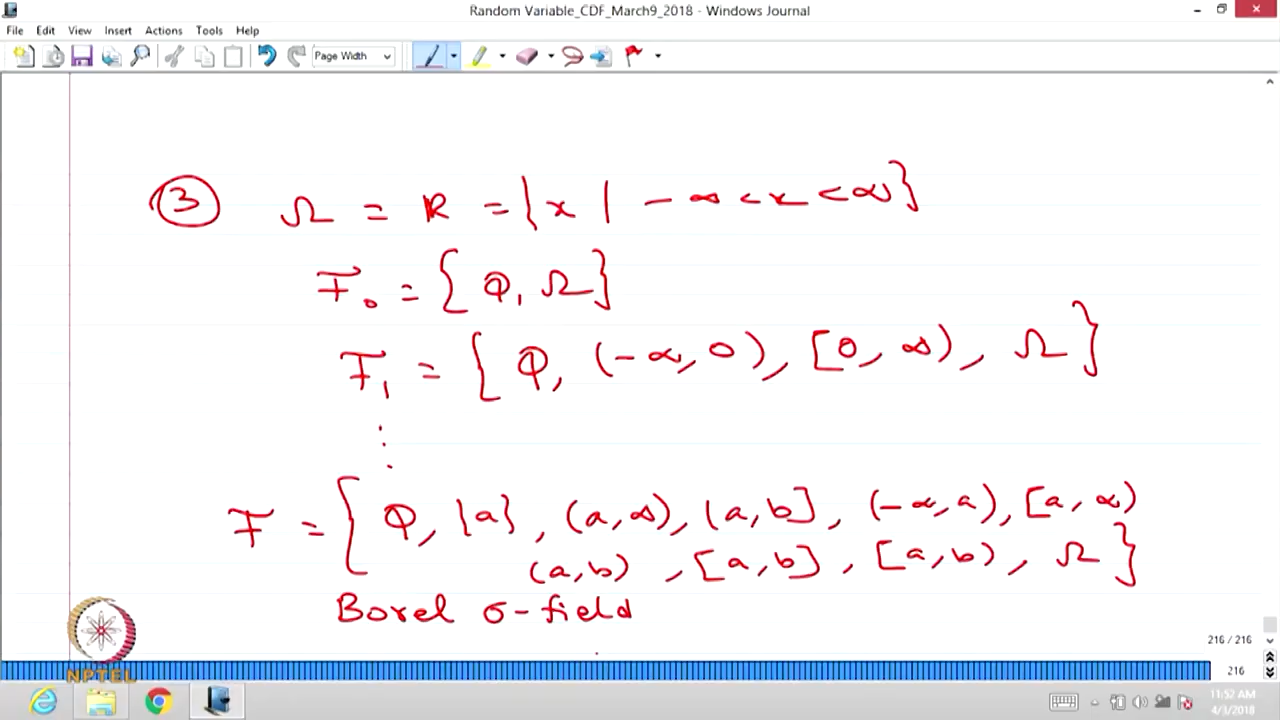 Random Variable_CDF_March9_2018 - Windows Journal
File Edit View Insert Actions Tools Help
Page Width
③ Ω = R = {x | -∞ < x < ∞}
F₀ = {Φ, Ω}
F₁ = {Φ, (-∞, 0), [0, ∞), Ω}
⋮
F = {Φ, {a}, (a, ∞), (a, b], (-∞, a), [a, ∞)
(a, b), [a, b], [a, b), Ω}
Borel σ-field
NPTEL
216 / 216
216
11:52 AM
4/3/2018